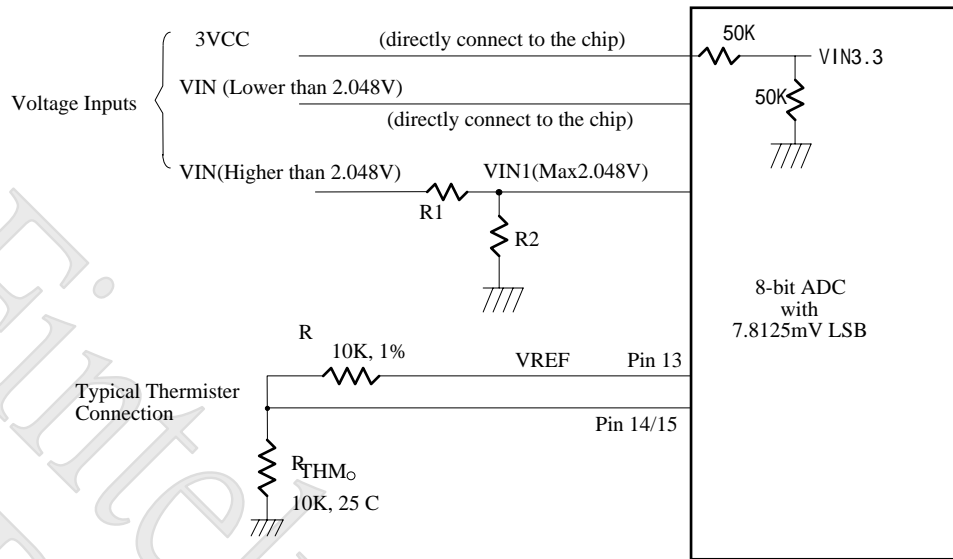 3VCC
(directly connect to the chip)
50K
VIN3.3
VIN (Lower than 2.048V)
50K
Voltage Inputs
(directly connect to the chip)
VIN(Higher than 2.048V)
VIN1(Max2.048V)
R1
R2
8-bit ADC
with
7.8125mV LSB
R
10K, 1%
VREF
Pin 13
Typical Thermister
Connection
Pin 14/15
R
THM
10K, 25 C
Fintek